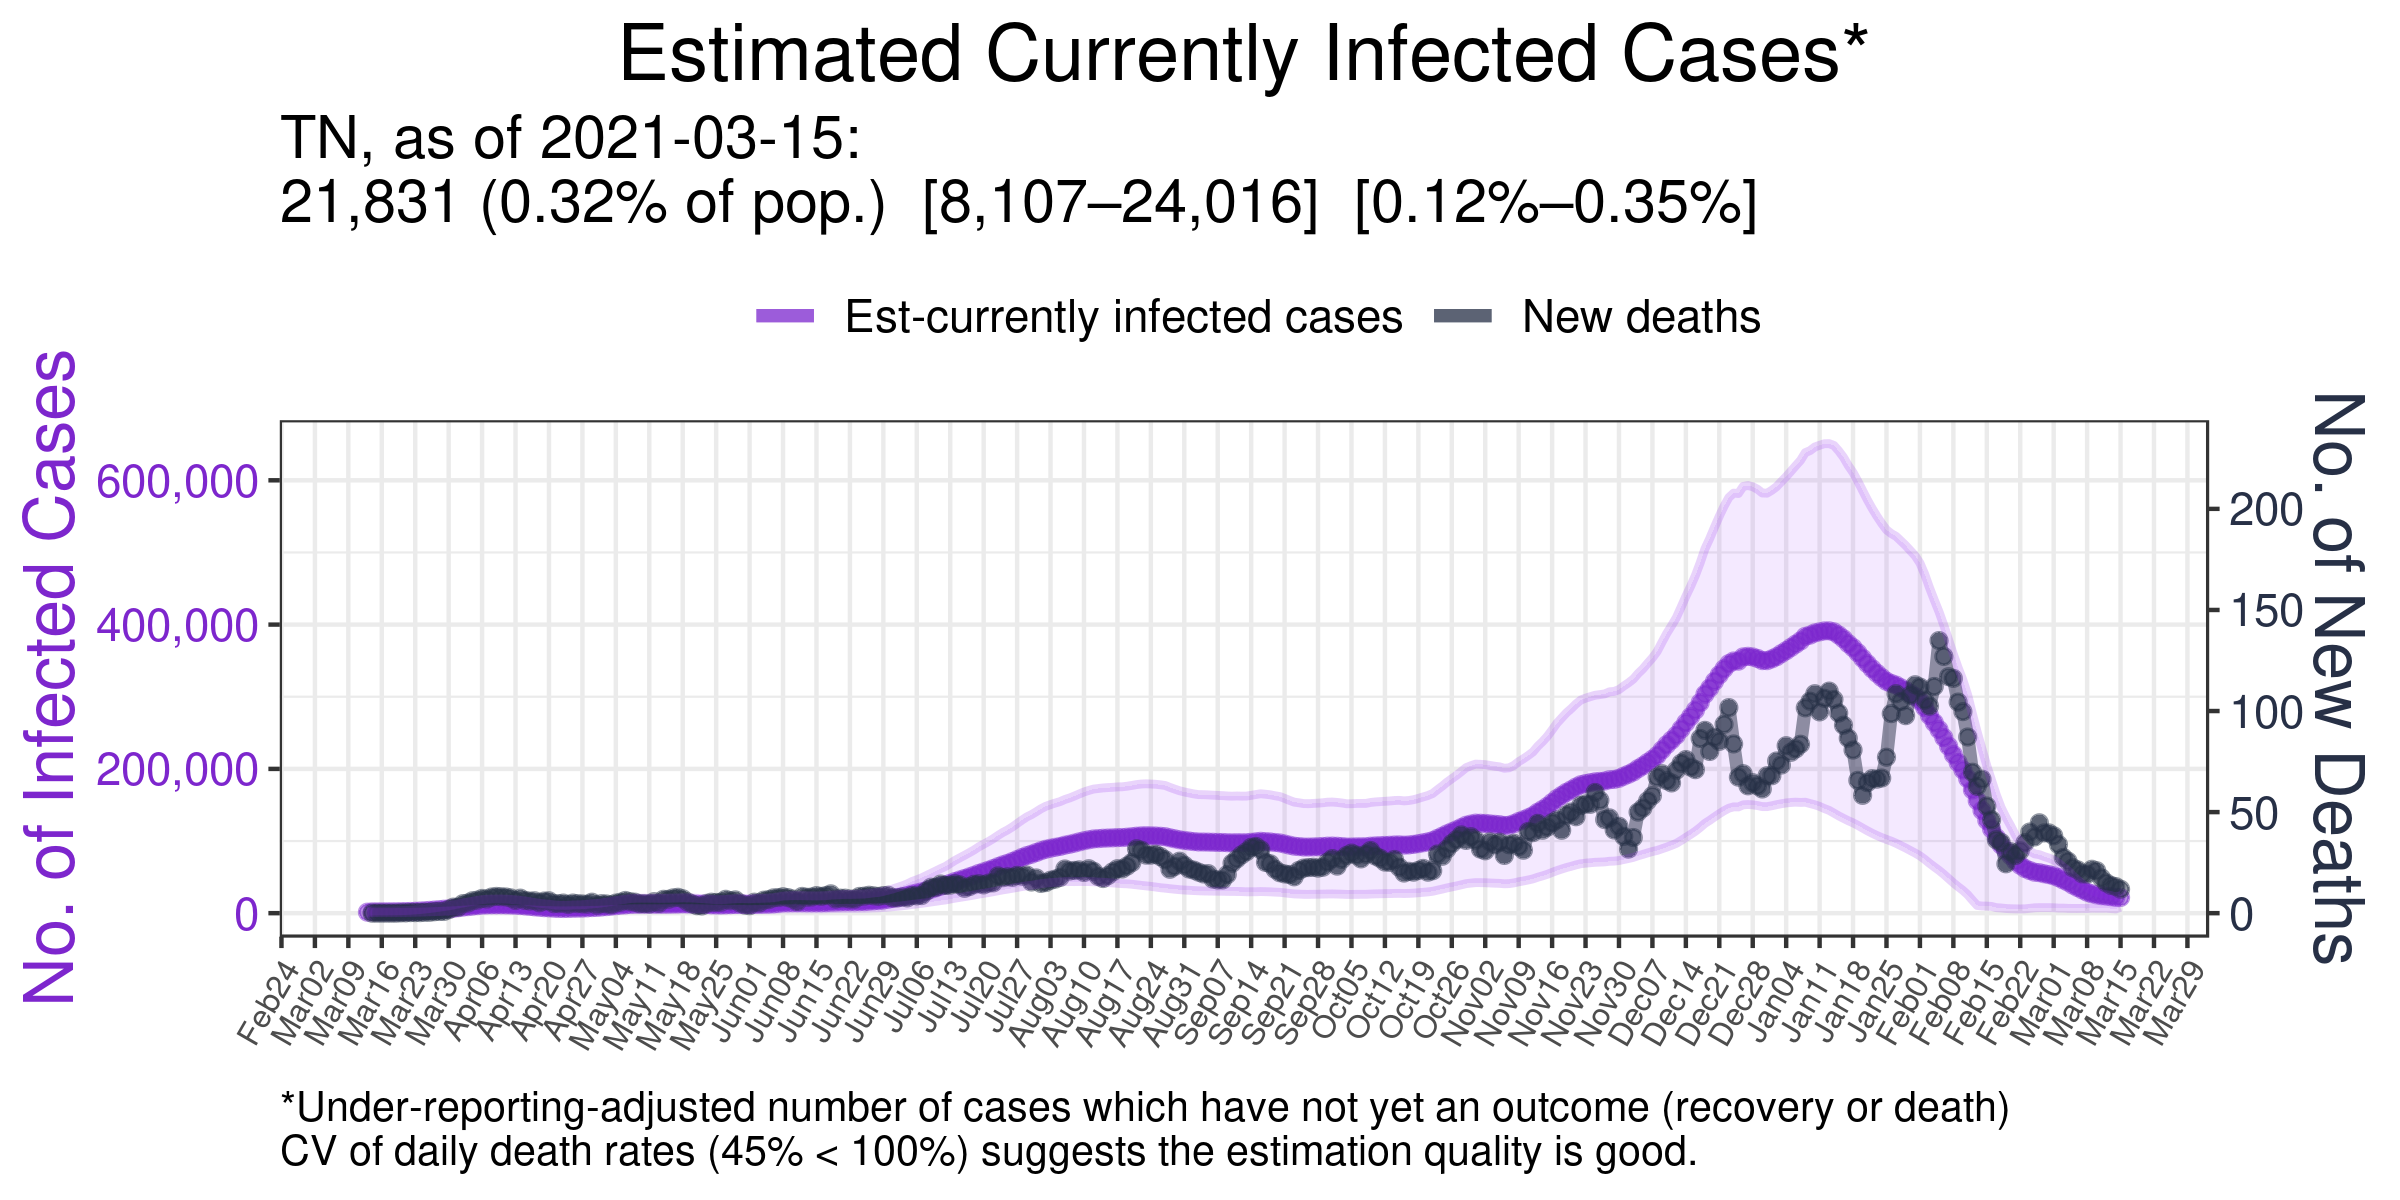 Estimated Currently Infected Cases*
TN, as of 2021-03-15:
21,831 (0.32% of pop.)  [8,107–24,016]  [0.12%–0.35%]
Est-currently infected cases
New deaths
No. of Infected Cases
600,000
400,000
200,000
0
No. of New Deaths
200
150
100
50
0
Feb24
Mar02
Mar09
Mar16
Mar23
Mar30
Apr06
Apr13
Apr20
Apr27
May04
May11
May18
May25
Jun01
Jun08
Jun15
Jun22
Jun29
Jul06
Jul13
Jul20
Jul27
Aug03
Aug10
Aug17
Aug24
Aug31
Sep07
Sep14
Sep21
Sep28
Oct05
Oct12
Oct19
Oct26
Nov02
Nov09
Nov16
Nov23
Nov30
Dec07
Dec14
Dec21
Dec28
Jan04
Jan11
Jan18
Jan25
Feb01
Feb08
Feb15
Feb22
Mar01
Mar08
Mar15
Mar22
Mar29
*Under-reporting-adjusted number of cases which have not yet an outcome (recovery or death)
CV of daily death rates (45% < 100%) suggests the estimation quality is good.